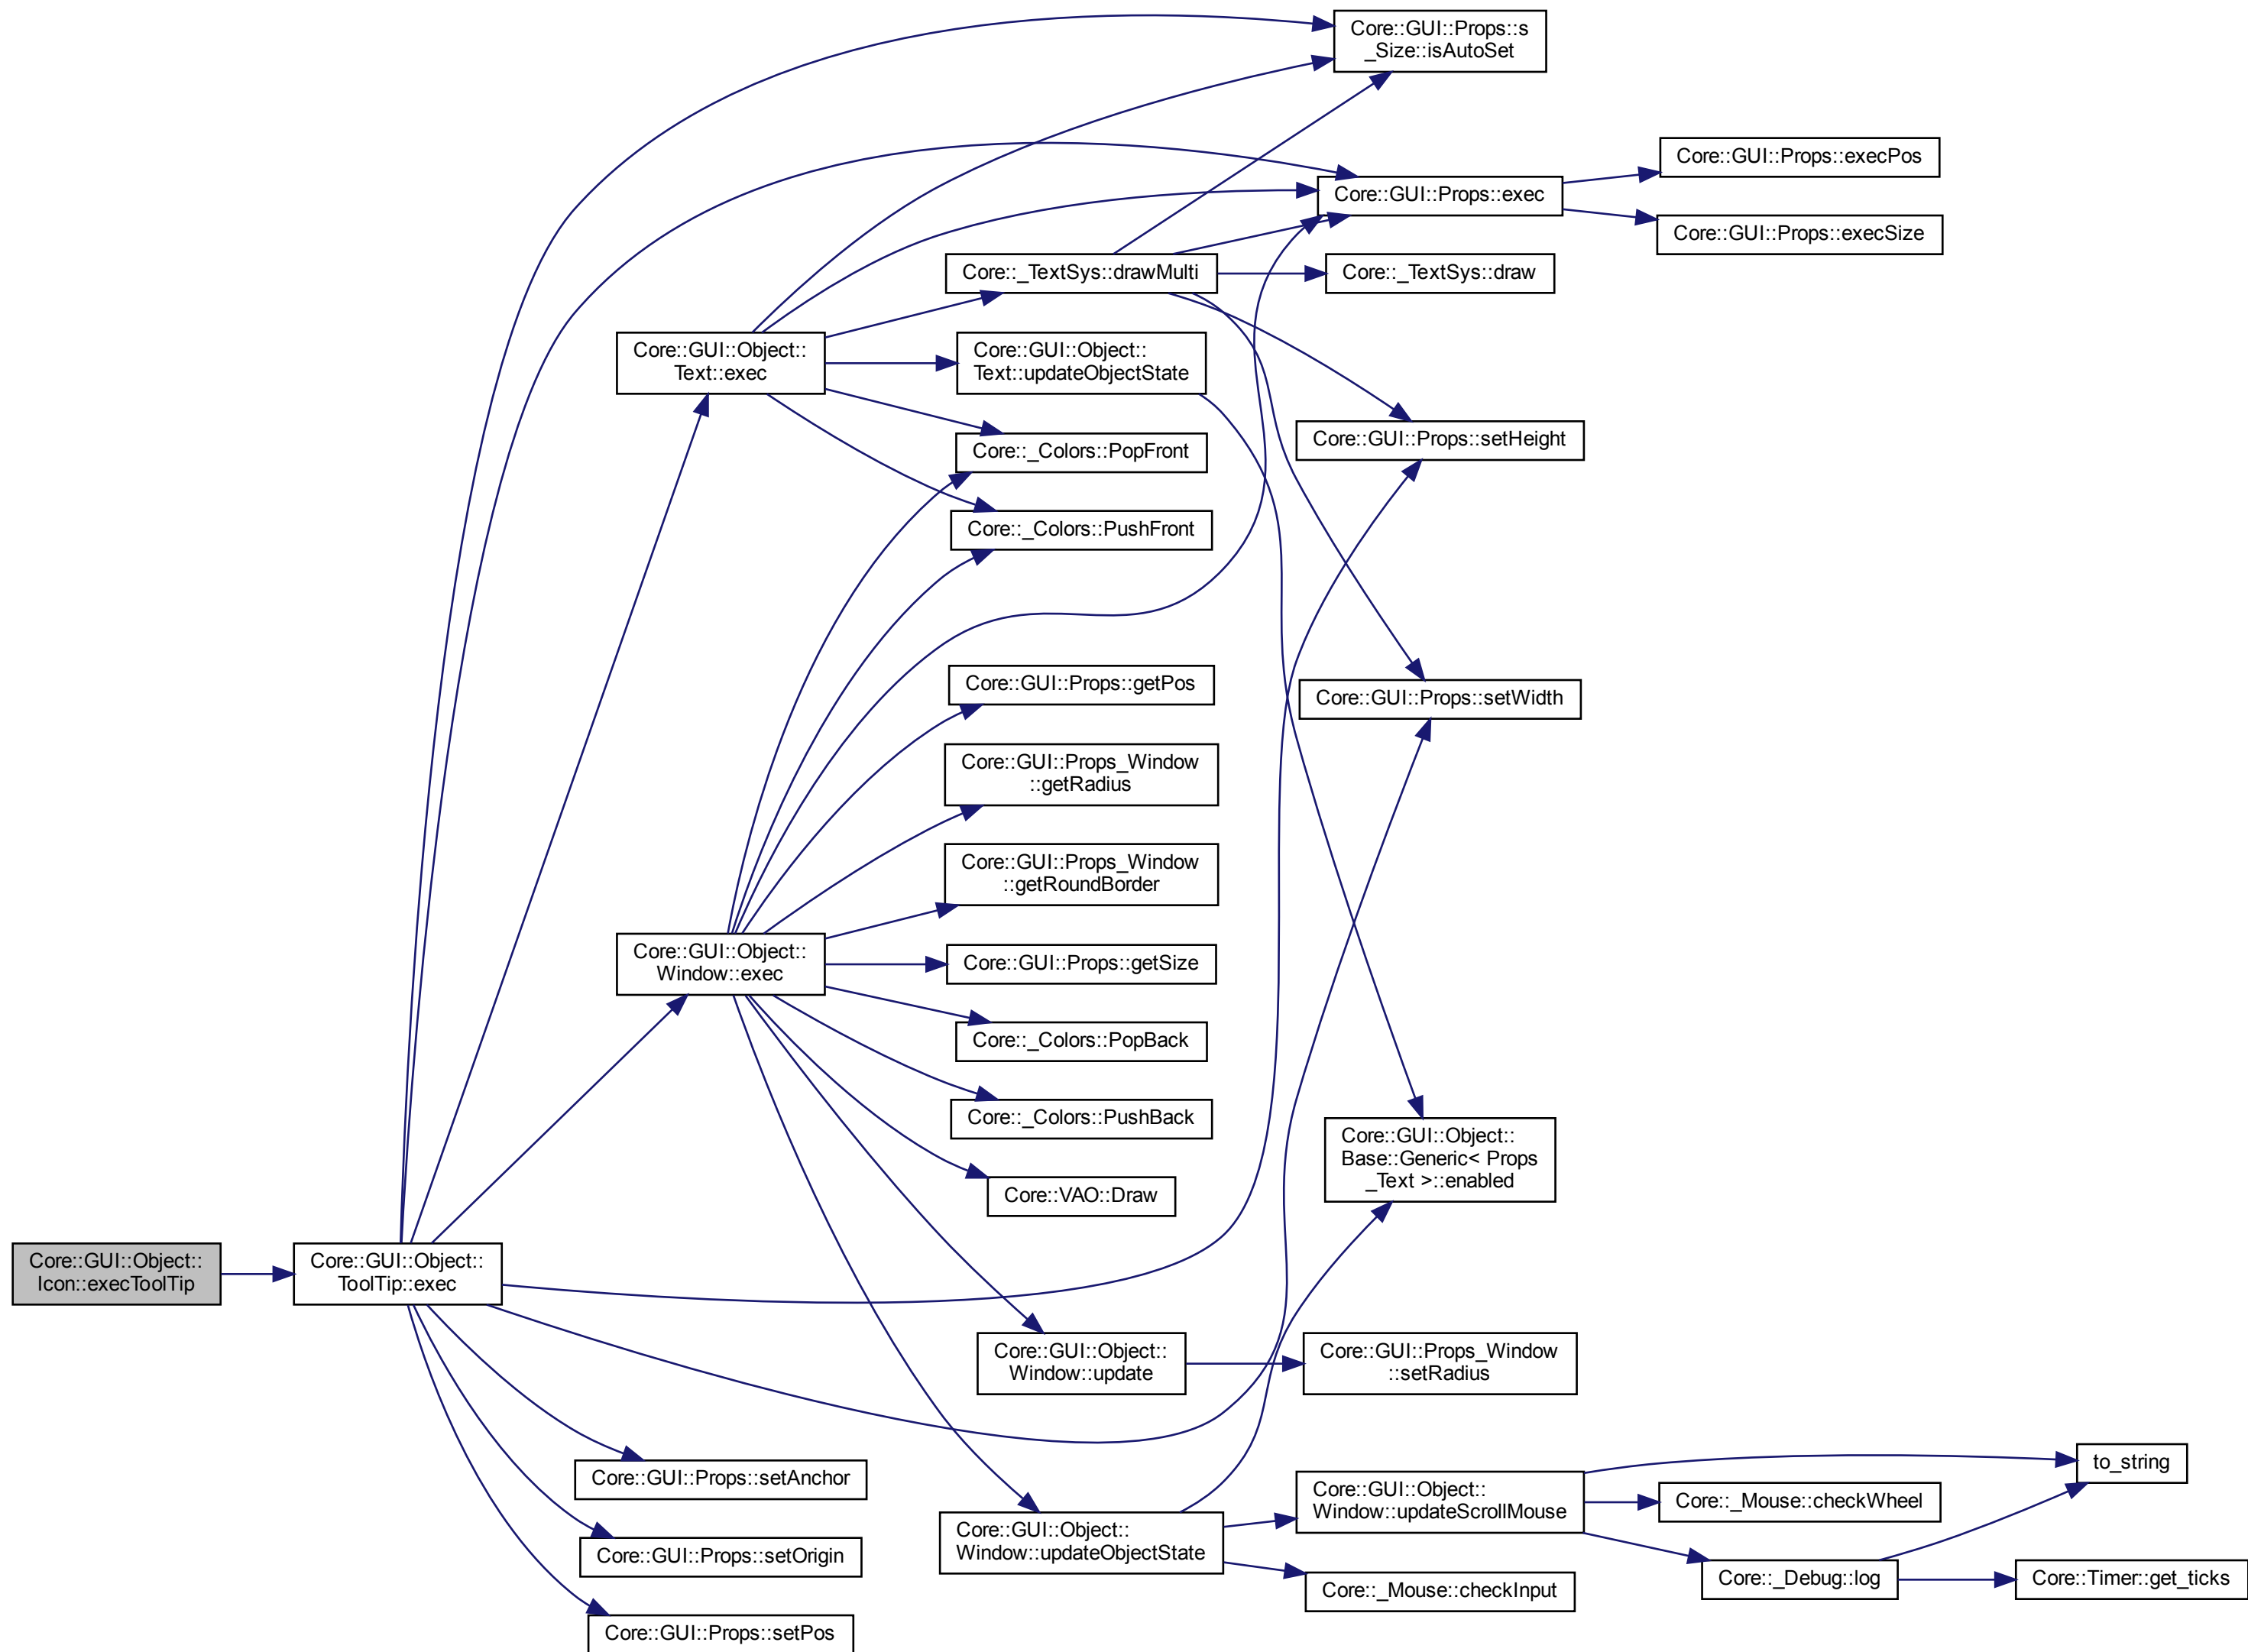 Core::GUI::Props::s
_Size::isAutoSet
Core::GUI::Props::execPos
Core::GUI::Props::exec
Core::GUI::Props::execSize
Core::_TextSys::drawMulti
Core::_TextSys::draw
Core::GUI::Object::
Text::exec
Core::GUI::Object::
Text::updateObjectState
Core::_Colors::PopFront
Core::GUI::Props::setHeight
Core::_Colors::PushFront
Core::GUI::Props::getPos
Core::GUI::Props::setWidth
Core::GUI::Props_Window
::getRadius
Core::GUI::Props_Window
::getRoundBorder
Core::GUI::Object::
Window::exec
Core::GUI::Props::getSize
Core::_Colors::PopBack
Core::_Colors::PushBack
Core::GUI::Object::
Base::Generic< Props
_Text >::enabled
Core::VAO::Draw
Core::GUI::Object::
Icon::execToolTip
Core::GUI::Object::
ToolTip::exec
Core::GUI::Object::
Window::update
Core::GUI::Props_Window
::setRadius
Core::GUI::Props::setAnchor
to_string
Core::GUI::Object::
Window::updateScrollMouse
Core::_Mouse::checkWheel
Core::GUI::Props::setOrigin
Core::GUI::Object::
Window::updateObjectState
Core::_Mouse::checkInput
Core::_Debug::log
Core::Timer::get_ticks
Core::GUI::Props::setPos